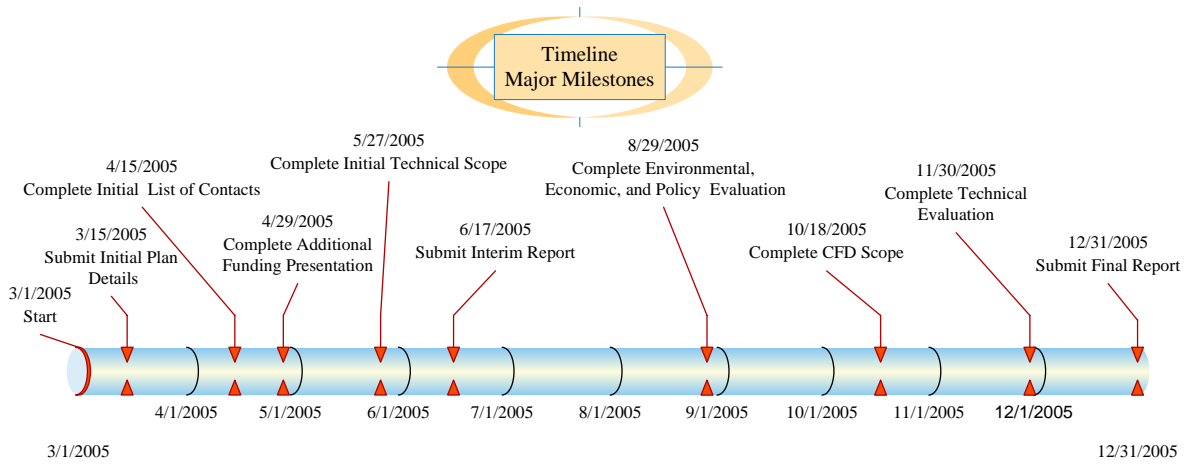 Timeline
Major Milestones
3/1/2005
Start
3/15/2005
Submit Initial Plan
Details
4/15/2005
Complete Initial List of Contacts
4/29/2005
Complete Additional
Funding Presentation
5/27/2005
Complete Initial Technical Scope
6/17/2005
Submit Interim Report
8/29/2005
Complete Environmental,
Economic, and Policy Evaluation
10/18/2005
Complete CFD Scope
11/30/2005
Complete Technical
Evaluation
12/31/2005
Submit Final Report
4/1/2005
5/1/2005
6/1/2005
7/1/2005
8/1/2005
9/1/2005
10/1/2005
11/1/2005
12/1/2005
3/1/2005
12/31/2005